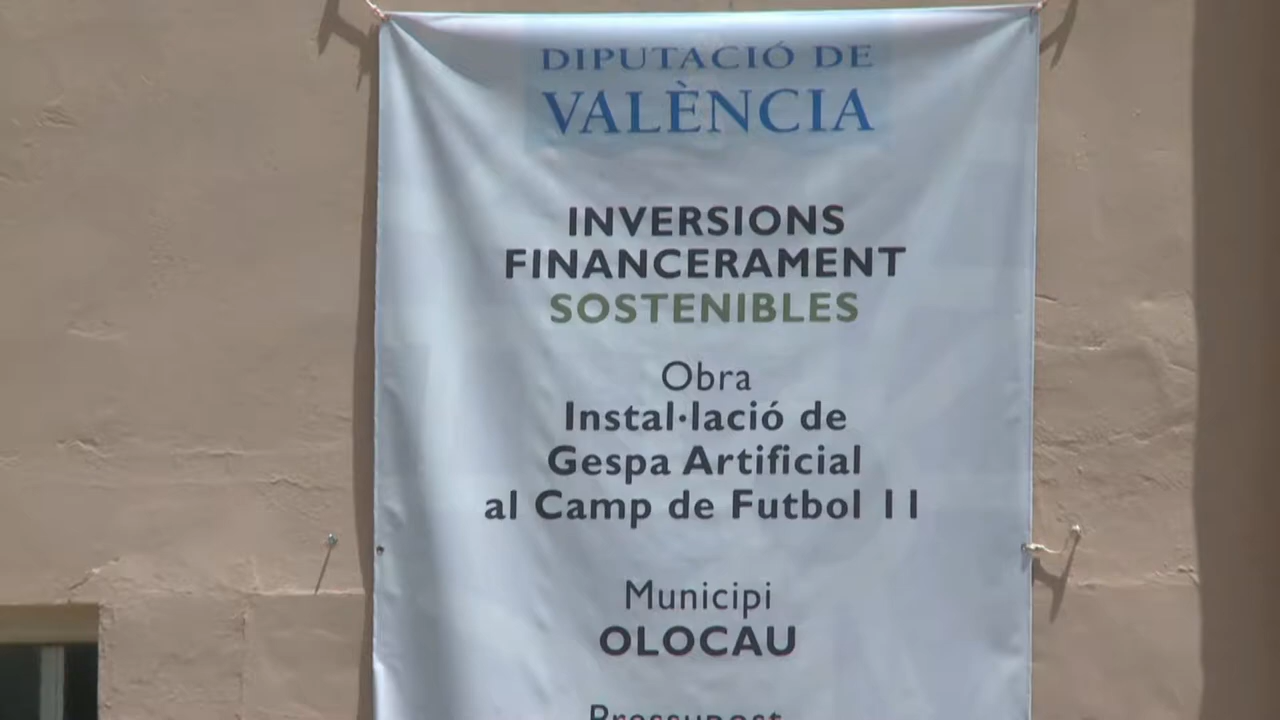 DIPUTACIÓ DE
VALÈNCIA
INVERSIONS
FINANCERAMENT
SOSTENIBLES
Obra
Instal·lació de
Gespa Artificial
al Camp de Futbol 11
Municipi
OLOCAU
Pressupost